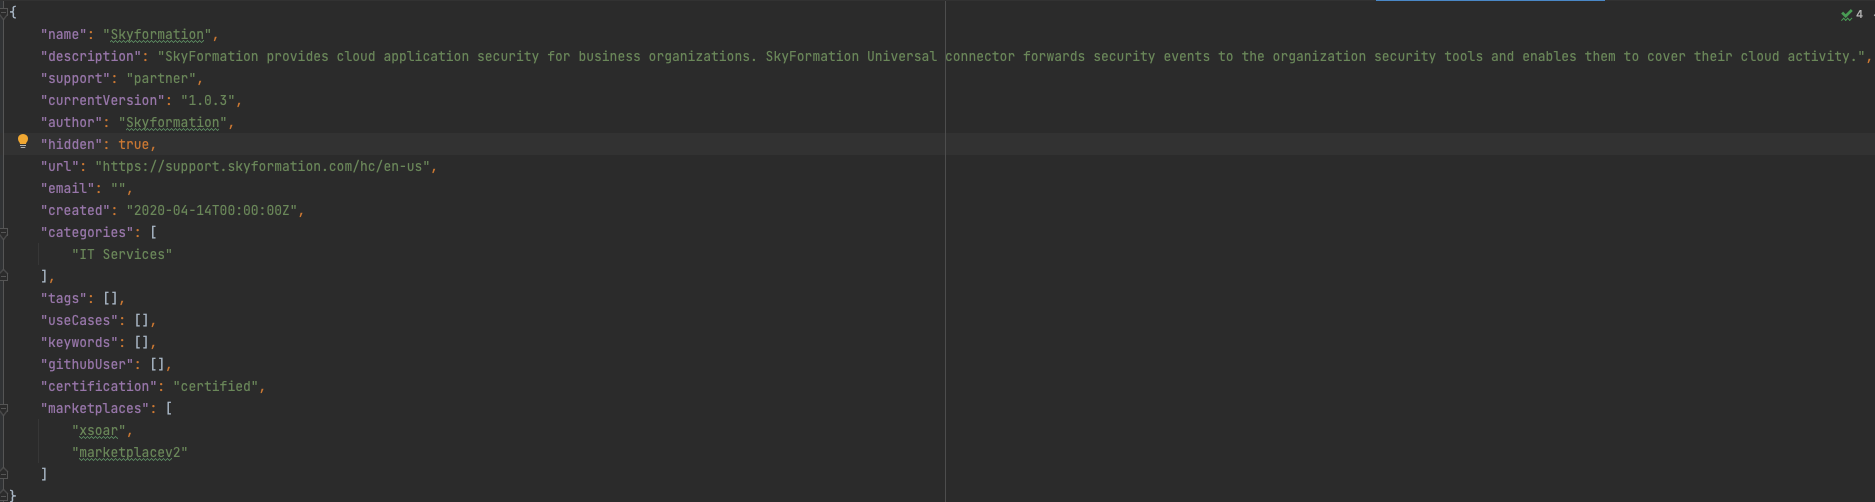 {
    "name": "Skyformation",
    "description": "SkyFormation provides cloud application security for business organizations. SkyFormation Universal connector forwards security events to the organization security tools and enables them to cover their cloud activity.",
    "support": "partner",
    "currentVersion": "1.0.3",
    "author": "Skyformation",
    "hidden": true,
    "url": "https://support.skyformation.com/hc/en-us",
    "email": "",
    "created": "2020-04-14T00:00:00Z",
    "categories": [
        "IT Services"
    ],
    "tags": [],
    "useCases": [],
    "keywords": [],
    "githubUser": [],
    "certification": "certified",
    "marketplaces": [
        "xsoar",
        "marketplacev2"
    ]
}
4